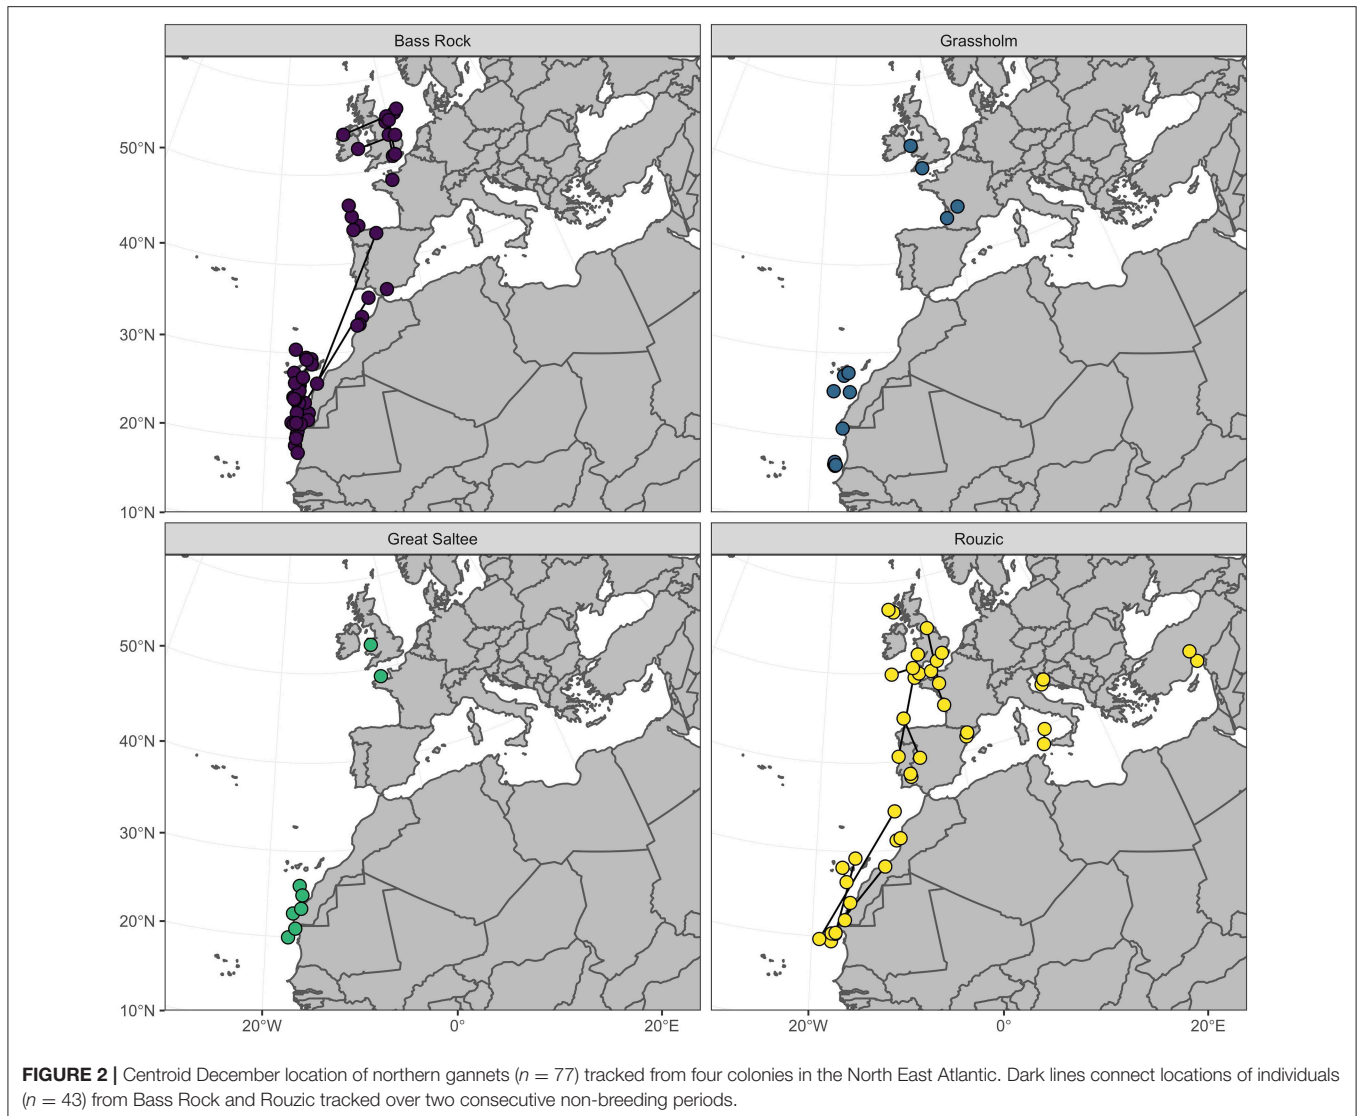 Bass Rock
Grassholm
50°N
40°N
30°N
20°N
10°N
Great Saltee
Rouzic
50°N
40°N
30°N
20°N
10°N
20°W
0°
20°E
20°W
0°
20°E
FIGURE 2 | Centroid December location of northern gannets (n = 77) tracked from four colonies in the North East Atlantic. Dark lines connect locations of individuals
(n = 43) from Bass Rock and Rouzic tracked over two consecutive non-breeding periods.